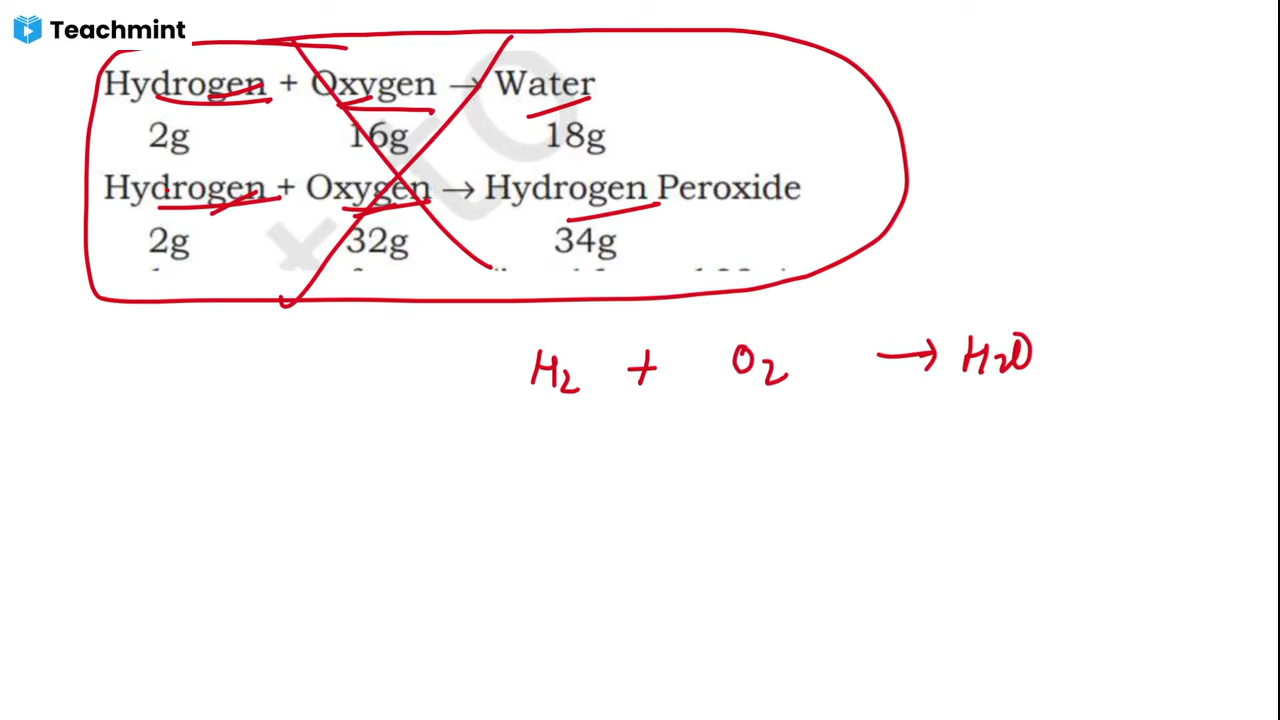 Teachmint
Hydrogen + Oxygen → Water
2g 16g 18g
Hydrogen + Oxygen → Hydrogen Peroxide
2g 32g 34g
H₂ + O₂ → H₂O